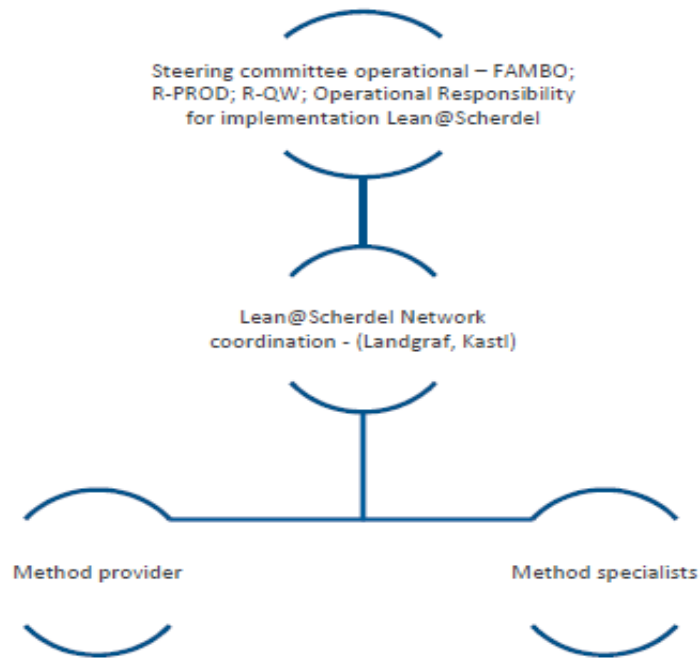 Steering committee operational – FAMBO;
R-PROD; R-QW; Operational Responsibility
for implementation Lean@Scherdel
Lean@Scherdel Network
coordination - (Landgraf, Kastl)
Method provider
Method specialists